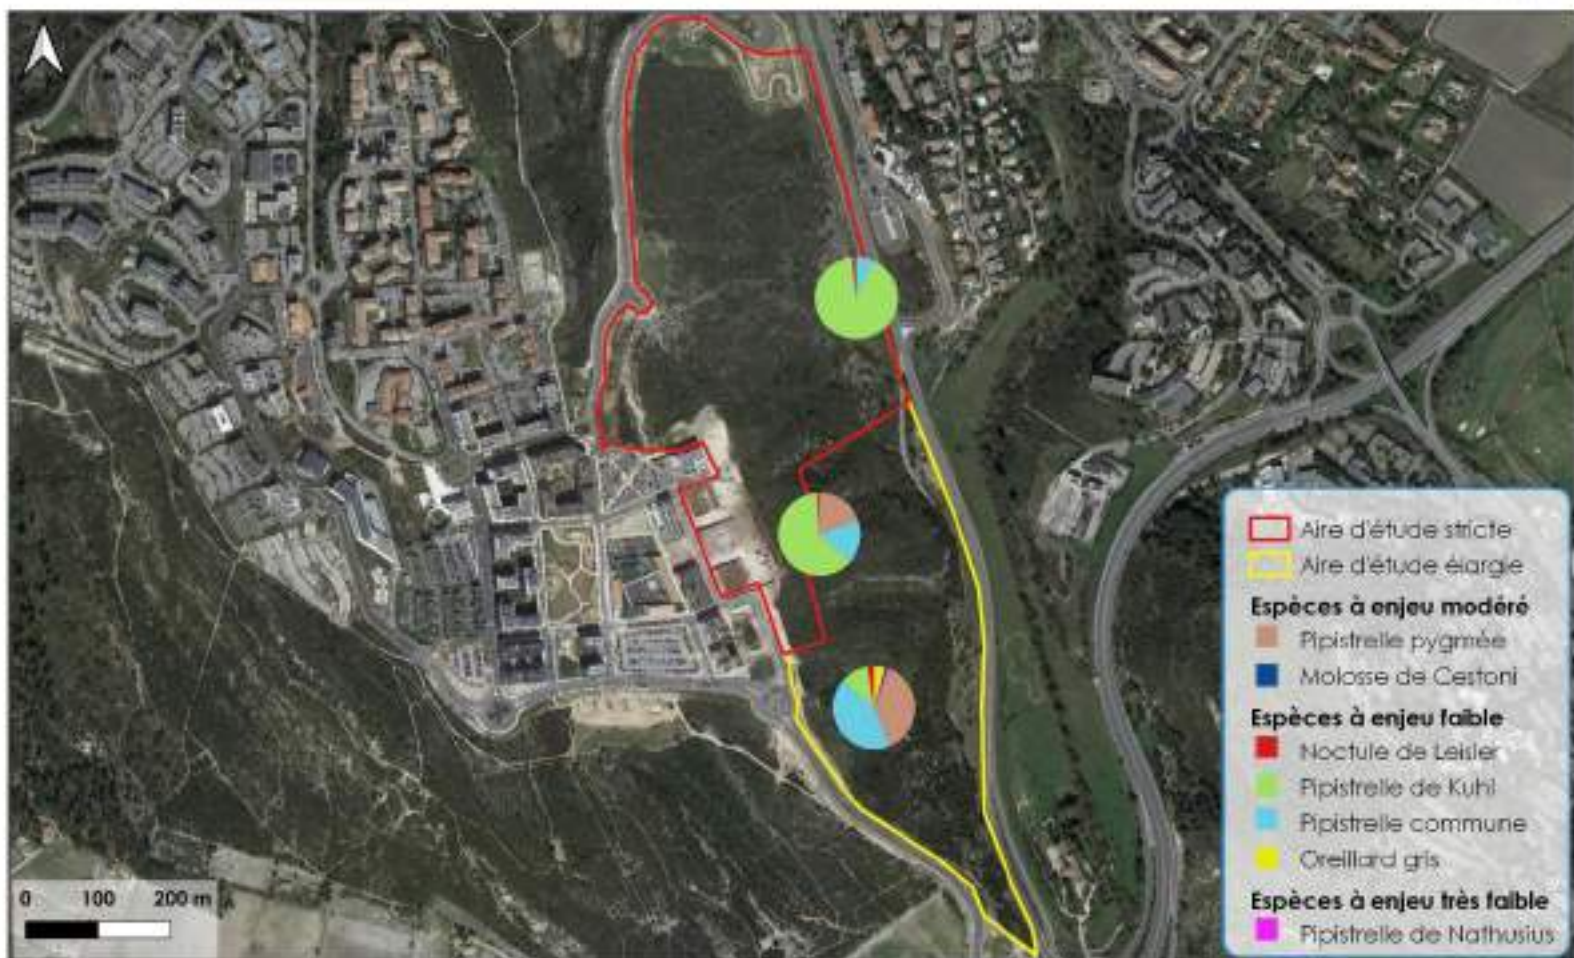 Aire d'étude stricte
Aire d'étude élargie
Espèces à enjeu modéré
Pipistrelle pygmée
Molosse de Cestoni
Espèces à enjeu faible
Noctule de Leisler
Pipistrelle de Kuhl
Pipistrelle commune
Oreillard gris
Espèces à enjeu très faible
Pipistrelle de Nathusius
0 100 200 m